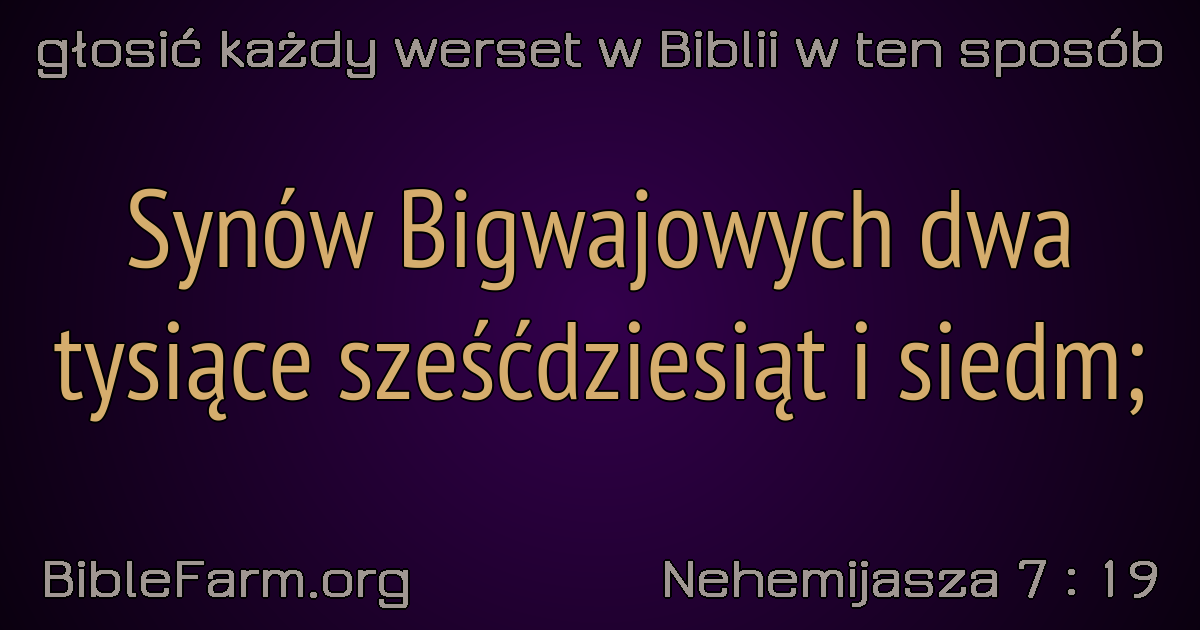 głosić każdy werset w Biblii w ten sposób
Synów Bigwajowych dwa
tysiące sześćdziesiąt i siedm;
BibleFarm.org
Nehemijasza 7 : 19